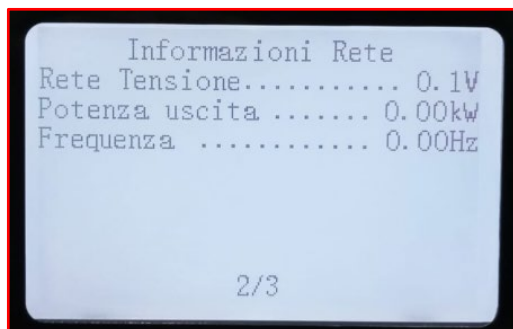 Informazioni Rete
Rete Tensione........... 0.1V
Potenza uscita ....... 0.00kW
Frequenza ............ 0.00Hz
2/3